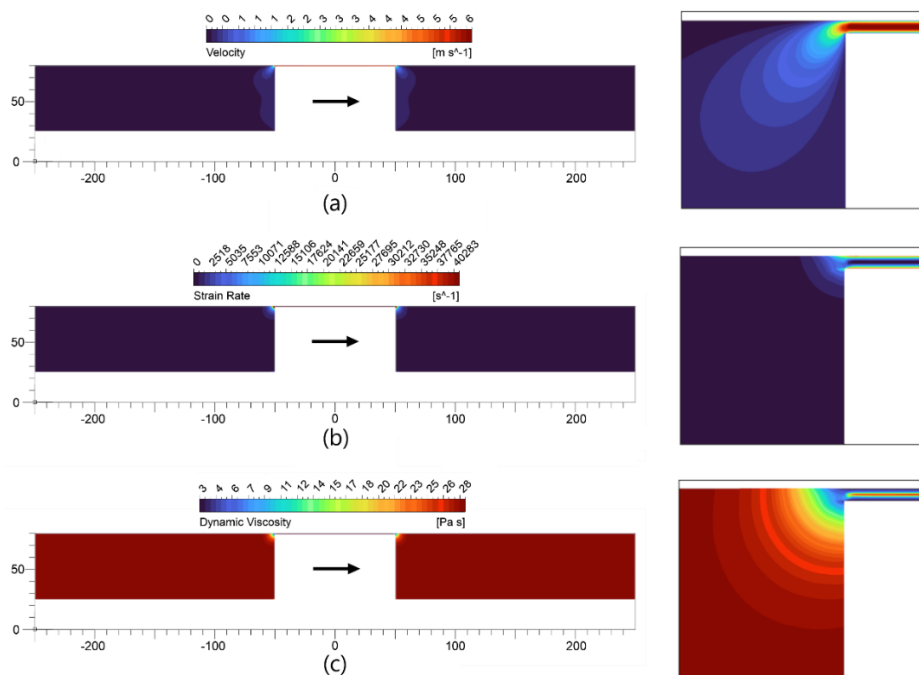 0 0 1 1 2 2 3 3 4 4 5 5 6
Velocity [m s^-1]
50
0
-200 -100 0 100 200
(a)
0 2518 5035 7553 10071 12588 15106 17624 20141 22659 25177 27695 30212 32730 35248 37765 40283
Strain Rate [s^-1]
50
0
-200 -100 0 100 200
(b)
3 4 6 7 9 11 12 14 15 17 18 20 22 23 25 26 28
Dynamic Viscosity [Pa s]
50
0
-200 -100 0 100 200
(c)